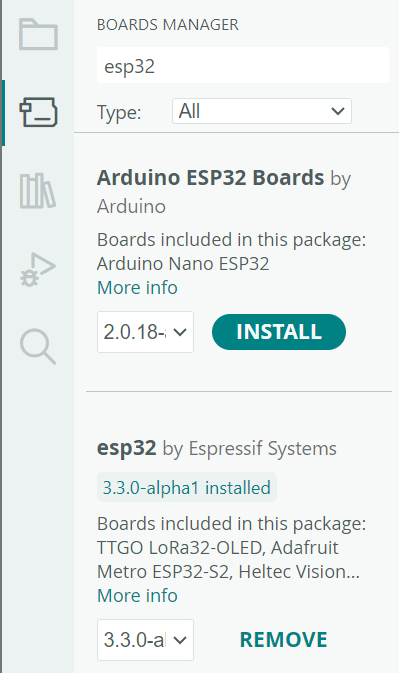 BOARDS MANAGER
esp32
Type: All
Arduino ESP32 Boards by
Arduino
Boards included in this package:
Arduino Nano ESP32
More info
2.0.18-a INSTALL
esp32 by Espressif Systems
3.3.0-alpha1 installed
Boards included in this package:
TTGO LoRa32-OLED, Adafruit
Metro ESP32-S2, Heltec Vision...
More info
3.3.0-al REMOVE